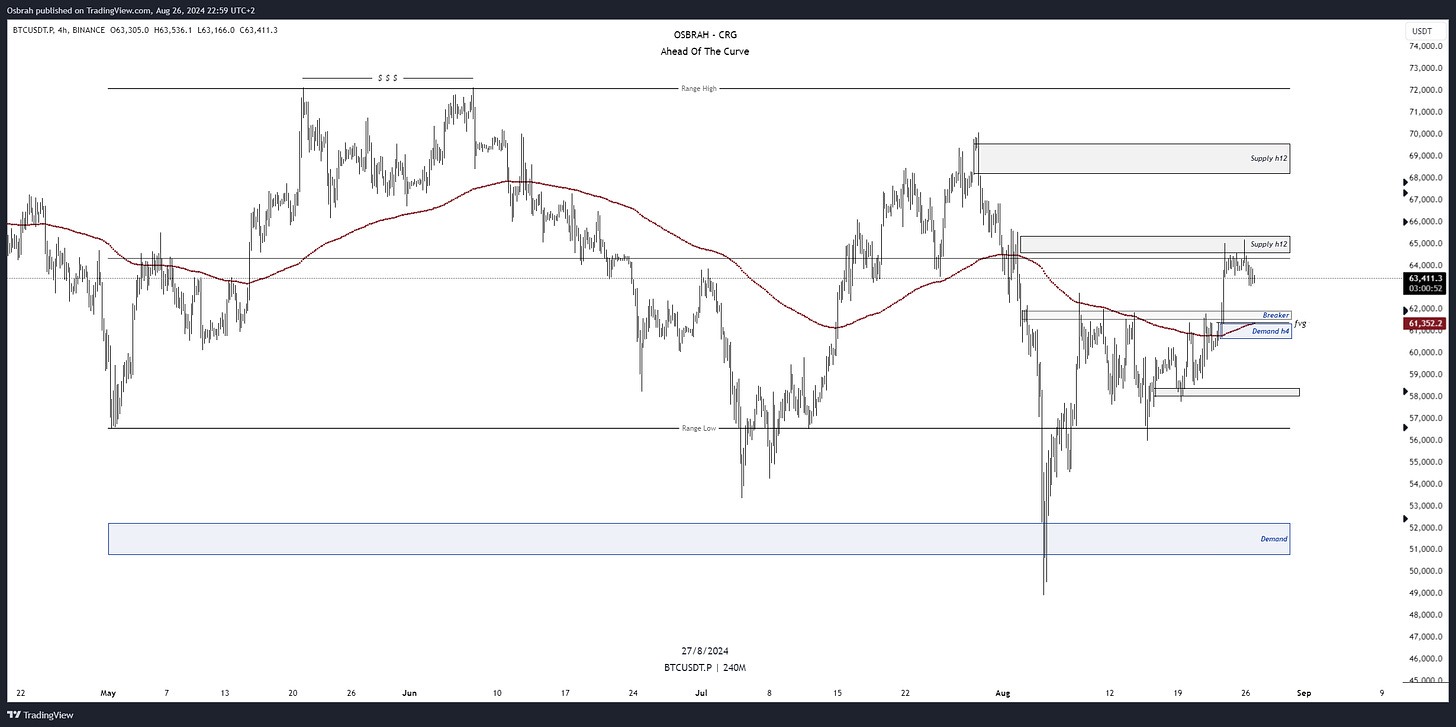 Osbrah published on TradingView.com, Aug 26, 2024 22:59 UTC+2
BTCUSDT.P, 4h, BINANCE O63,305.0 H63,536.1 L63,166.0 C63,411.3
OSBRAH - CRG
Ahead Of The Curve
USDT
$ $ $
Range High
Supply h12
Supply h12
Breaker
fvg
Demand h4
Range Low
Demand
74,000.0
73,000.0
72,000.0
71,000.0
70,000.0
69,000.0
68,000.0
67,000.0
66,000.0
65,000.0
64,000.0
63,411.3
03:00:52
62,000.0
61,352.2
61,000.0
60,000.0
59,000.0
58,000.0
57,000.0
56,000.0
55,000.0
54,000.0
53,000.0
52,000.0
51,000.0
50,000.0
49,000.0
48,000.0
47,000.0
46,000.0
45,000.0
27/8/2024
BTCUSDT.P | 240M
22 May 7 13 20 26 Jun 10 17 24 Jul 8 15 22 Aug 12 19 26 Sep 9
TradingView